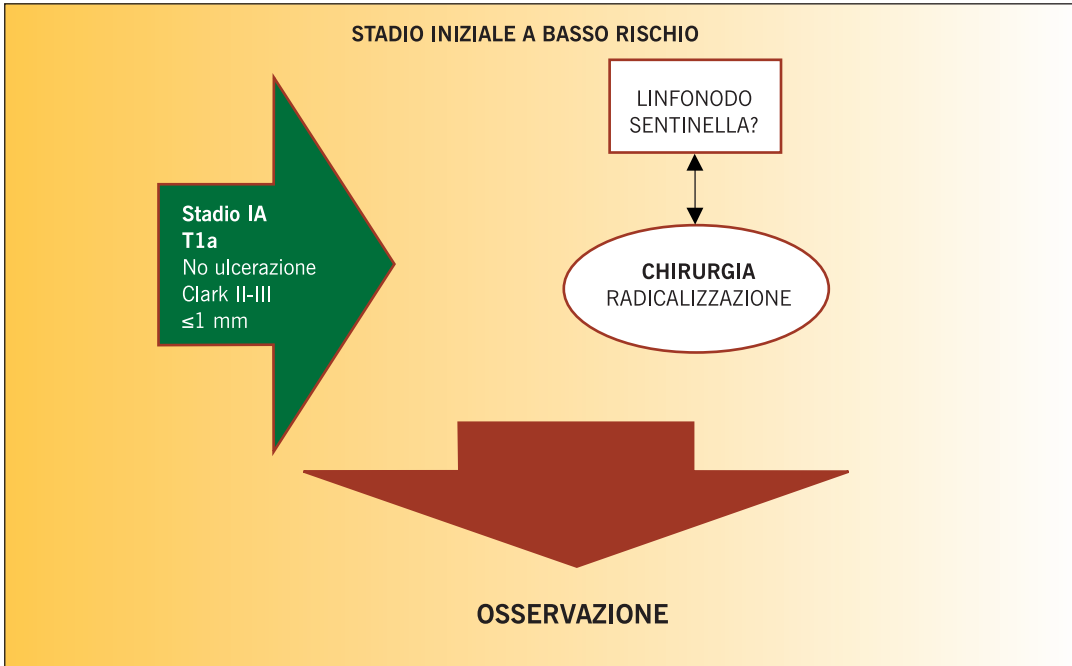 STADIO INIZIALE A BASSO RISCHIO
LINFONODO
SENTINELLA?
Stadio IA
T1a
No ulcerazione
Clark II-III
≤1 mm
CHIRURGIA
RADICALIZZAZIONE
OSSERVAZIONE